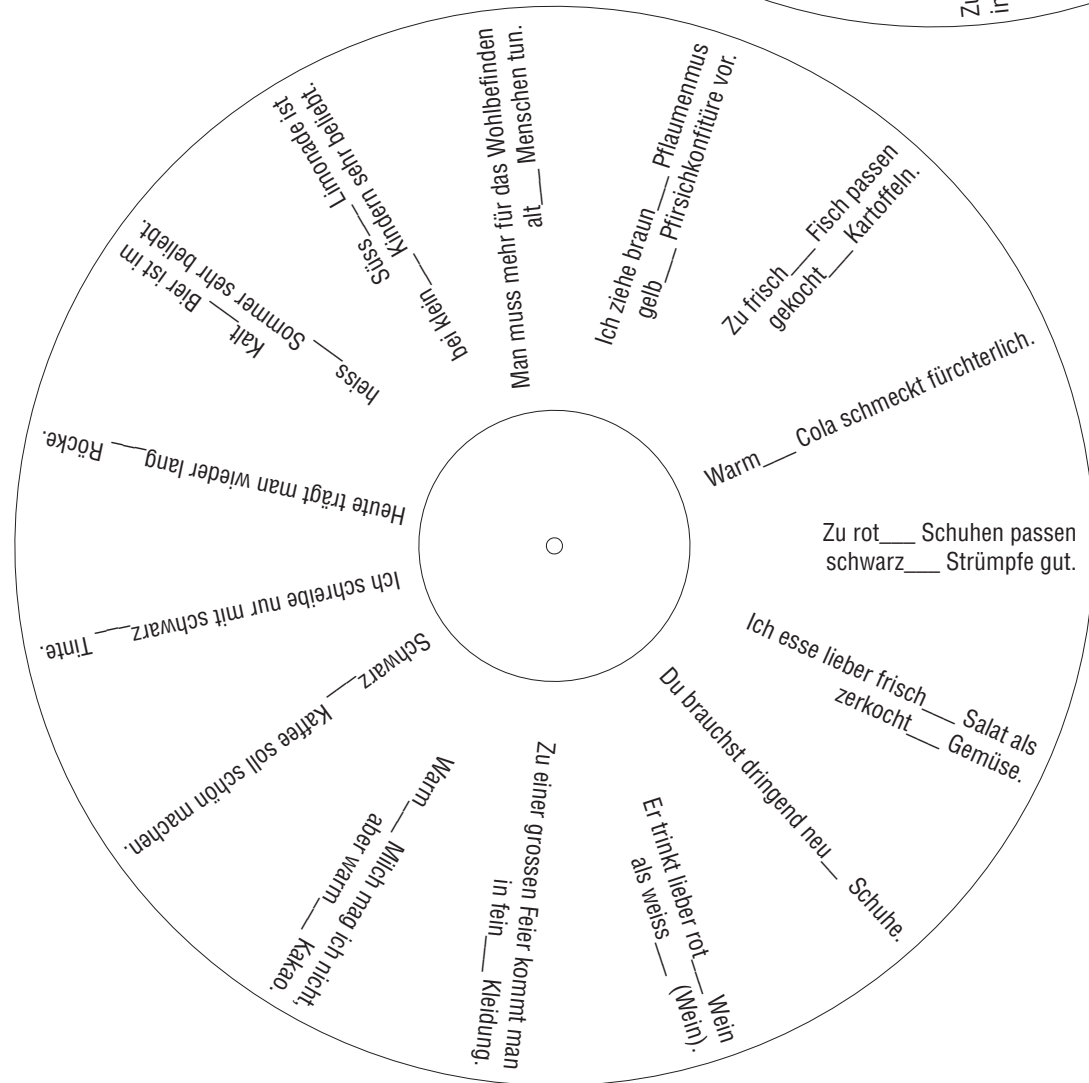 Zu
in
Man muss mehr für das Wohlbefinden
alt___ Menschen tun.
Ich ziehe braun___ Pflaumenmus
gelb___ Pfirsichkonfitüre vor.
Zu frisch___ Fisch passen
gekocht___ Kartoffeln.
Warm___ Cola schmeckt fürchterlich.
Zu rot___ Schuhen passen
schwarz___ Strümpfe gut.
Ich esse lieber frisch___ Salat als
zerkocht___ Gemüse.
Du brauchst dringend neu__ Schuhe.
Er trinkt lieber rot___ Wein
als weiss___ (Wein).
Zu einer grossen Feier kommt man
in fein___ Kleidung.
Warm___ Milch mag ich nicht,
aber warm___ Kakao.
Schwarz___ Kaffee soll schön machen.
Ich schreibe nur mit schwarz___ Tinte.
Heute trägt man wieder lang___ Röcke.
Kalt___ Bier ist im
heiss___ Sommer sehr beliebt.
Süss___ Limonade ist
bei klein___ Kindern sehr beliebt.